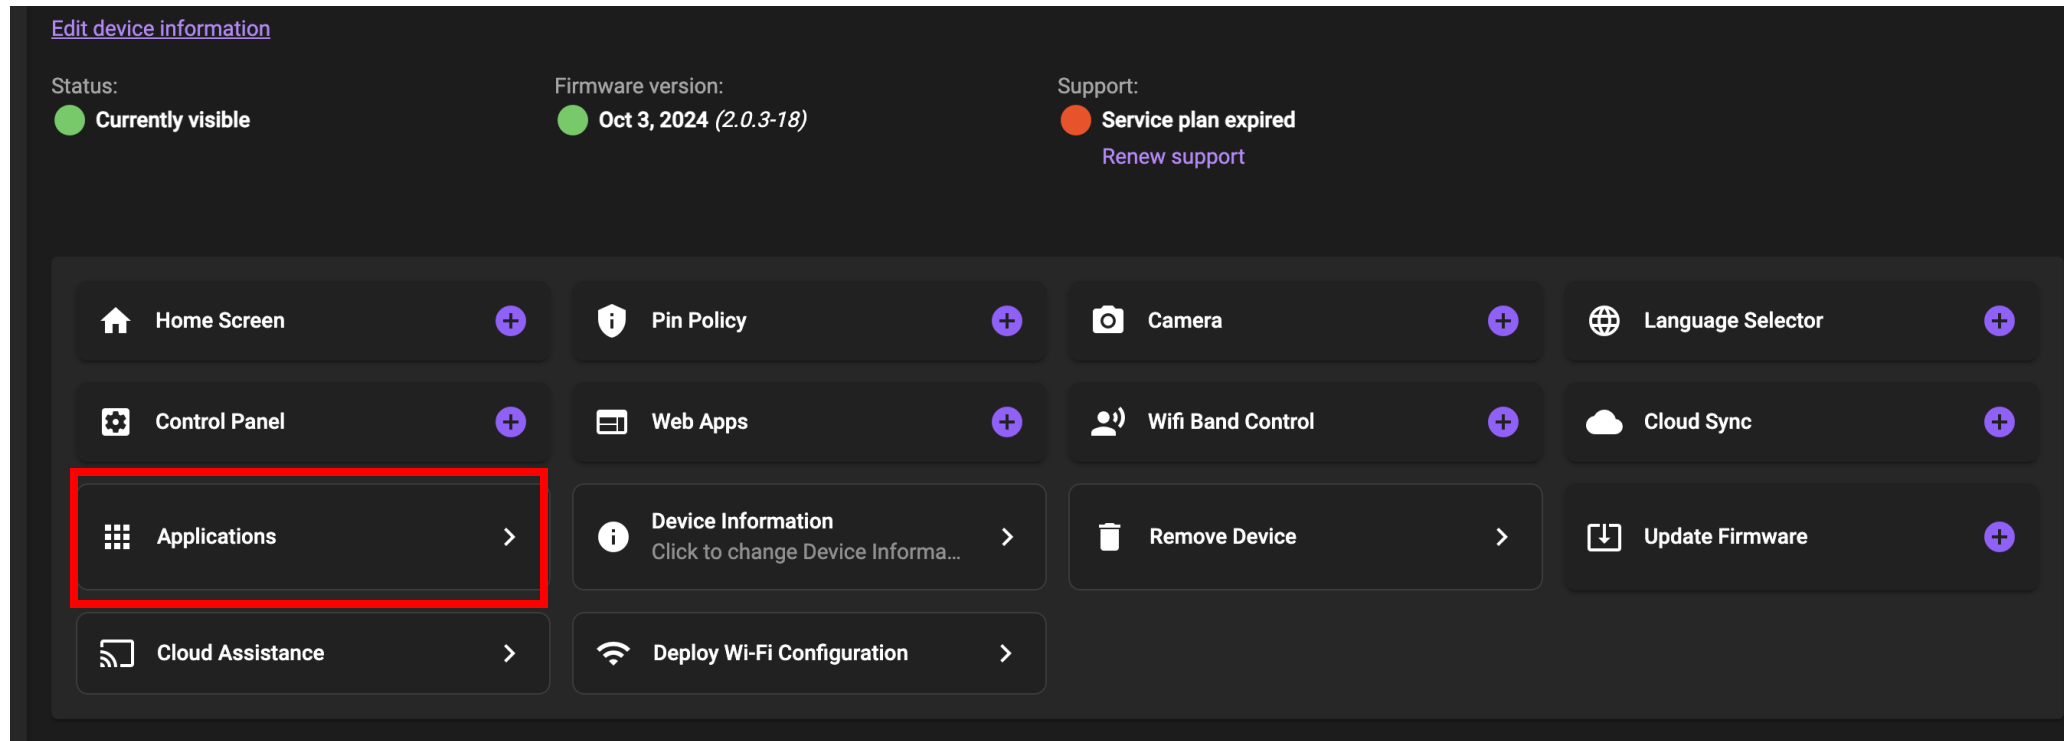 Edit device information
Status:
Firmware version:
Support:
Currently visible
Oct 3, 2024 (2.0.3-18)
Service plan expired
Renew support
Home Screen
Pin Policy
Camera
Language Selector
Control Panel
Web Apps
Wifi Band Control
Cloud Sync
Applications
Device Information
Click to change Device Informa...
Remove Device
Update Firmware
Cloud Assistance
Deploy Wi-Fi Configuration